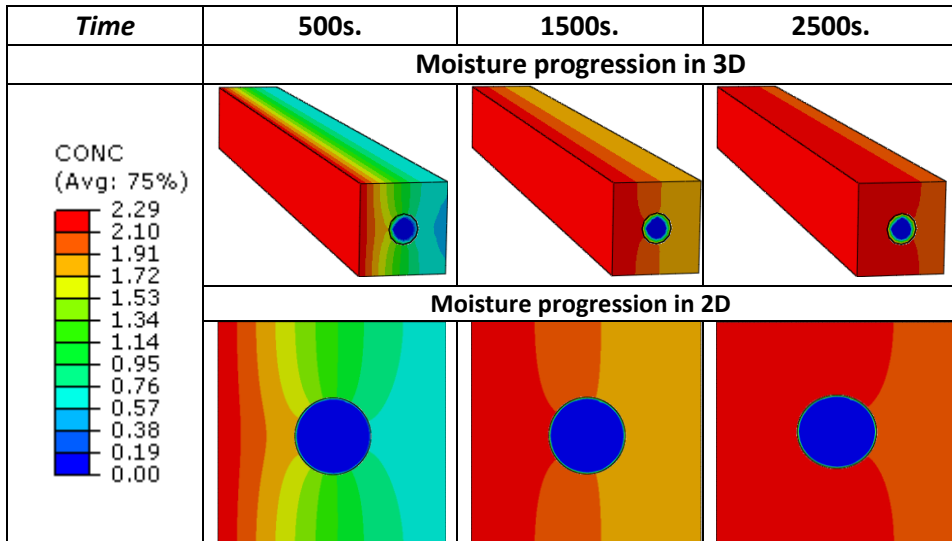 Time 500s. 1500s. 2500s.
Moisture progression in 3D
CONC
(Avg: 75%)
2.29
2.10
1.91
1.72
1.53
1.34
1.14
0.95
0.76
0.57
0.38
0.19
0.00
Moisture progression in 2D